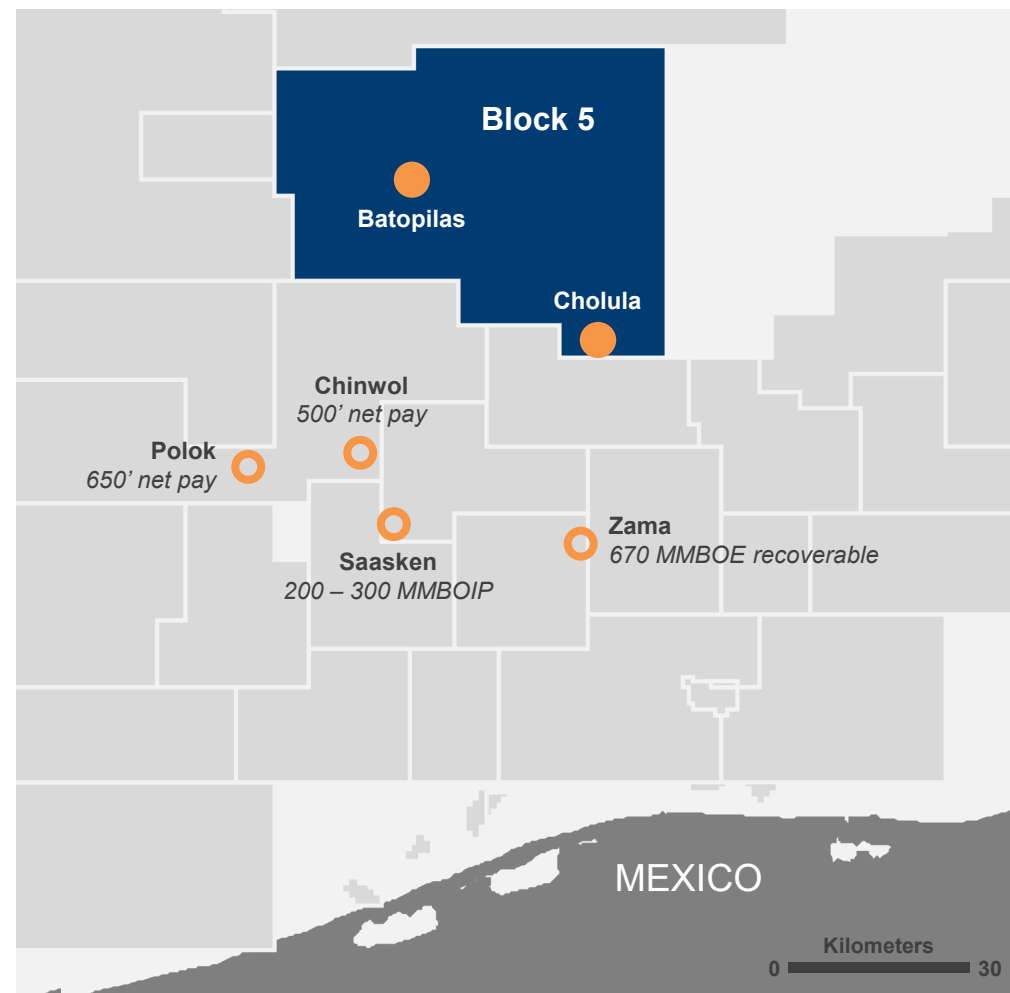 Block 5
Batopilas
Cholula
Chinwol
500’ net pay
Polok
650’ net pay
Saasken
200 – 300 MMBOIP
Zama
670 MMBOE recoverable
MEXICO
Kilometers
0 30